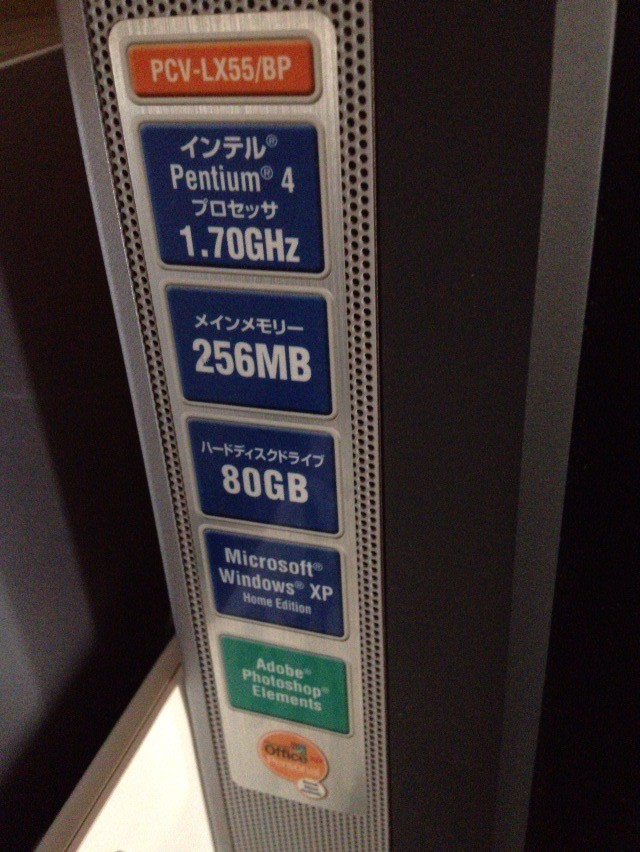 PCV-LX55/BP
インテル®
Pentium® 4
プロセッサ
1.70GHz
メインメモリー
256MB
ハードディスクドライブ
80GB
Microsoft®
Windows® XP
Home Edition
Adobe®
Photoshop®
Elements
Office